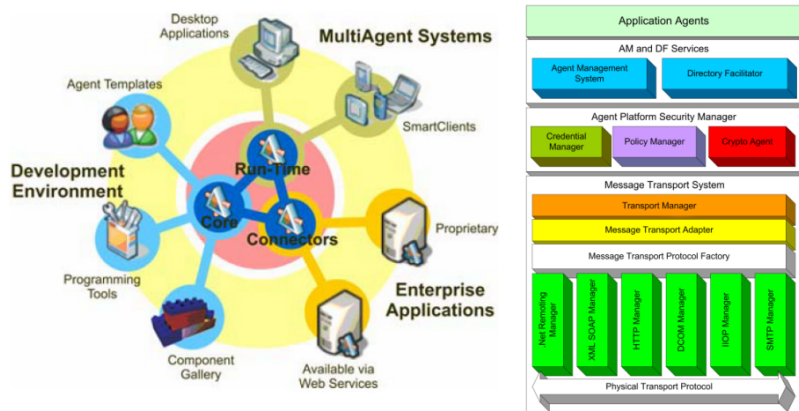 Desktop
Applications
MultiAgent Systems
Agent Templates
SmartClients
Run-Time
Development
Environment
Core
Connectors
Proprietary
Programming
Tools
Enterprise
Applications
Component
Gallery
Available via
Web Services
Application Agents
AM and DF Services
Agent Management
System
Directory Facilitator
Agent Platform Security Manager
Credential
Manager
Policy Manager
Crypto Agent
Message Transport System
Transport Manager
Message Transport Adapter
Message Transport Protocol Factory
.Net Remoting
Manager
XML SOAP Manager
HTTP Manager
DCOM Manager
IIOP Manager
SMTP Manager
Physical Transport Protocol